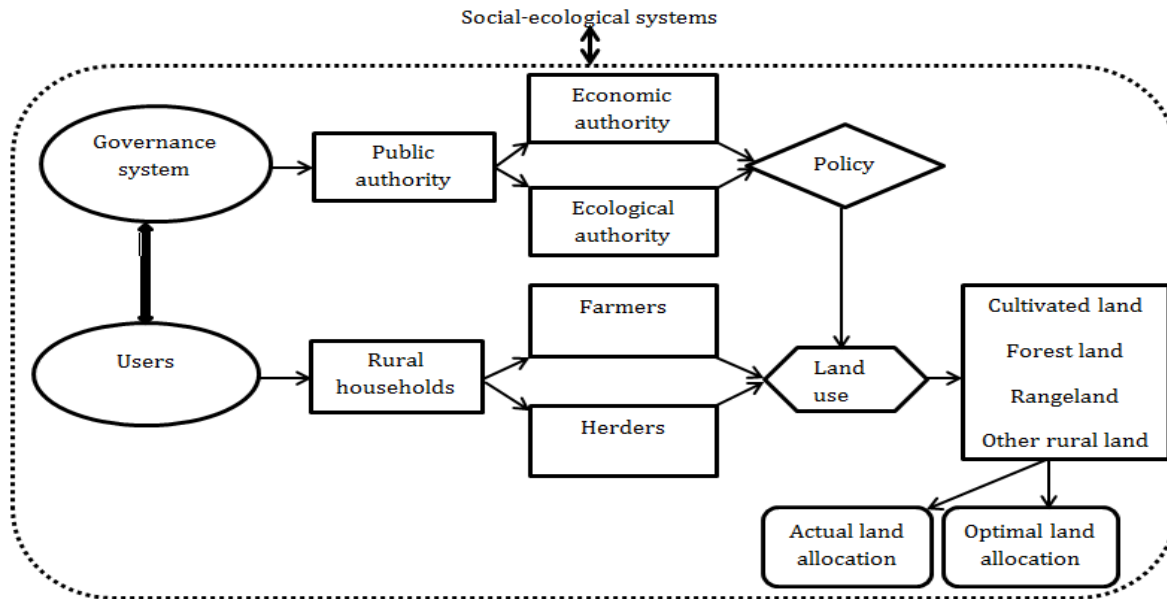 Social-ecological systems
Governance
system
Public
authority
Economic
authority
Ecological
authority
Policy
Users
Rural
households
Farmers
Herders
Land
use
Cultivated land
Forest land
Rangeland
Other rural land
Actual land
allocation
Optimal land
allocation